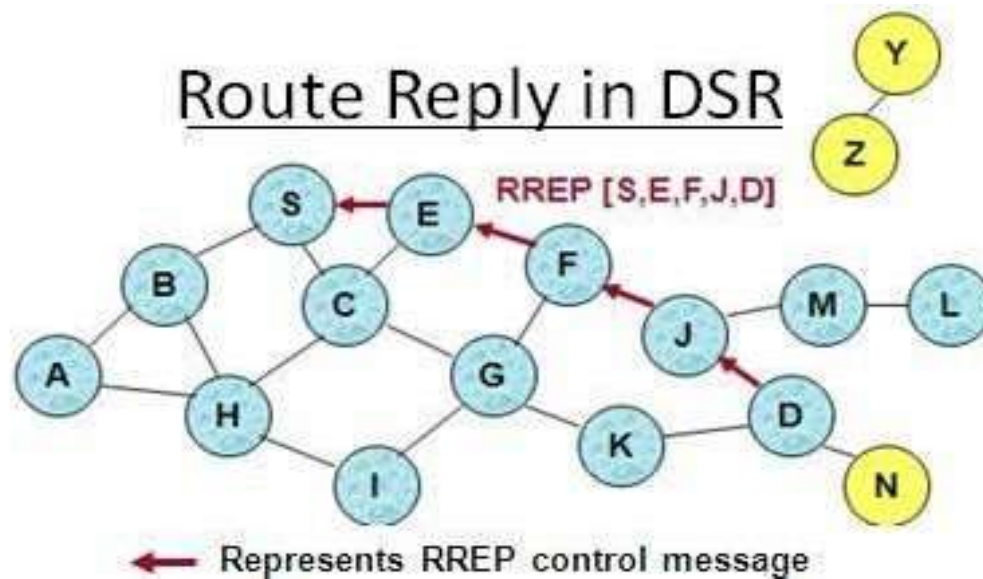 Y
Route Reply in DSR
Z
RREP [S,E,F,J,D]
S
E
F
B
C
M
L
J
A
G
H
D
K
I
N
Represents RREP control message